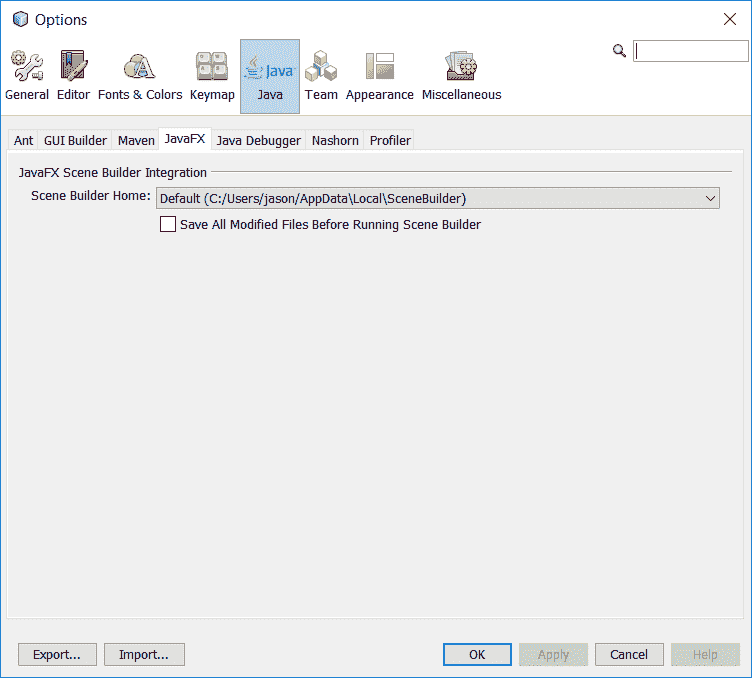 Options
Java
General Editor Fonts & Colors Keymap Java Team Appearance Miscellaneous
Ant GUI Builder Maven JavaFX Java Debugger Nashorn Profiler
JavaFX Scene Builder Integration
Scene Builder Home: Default (C:/Users/jason/AppData\Local\SceneBuilder)
Save All Modified Files Before Running Scene Builder
Export... Import... OK Apply Cancel Help